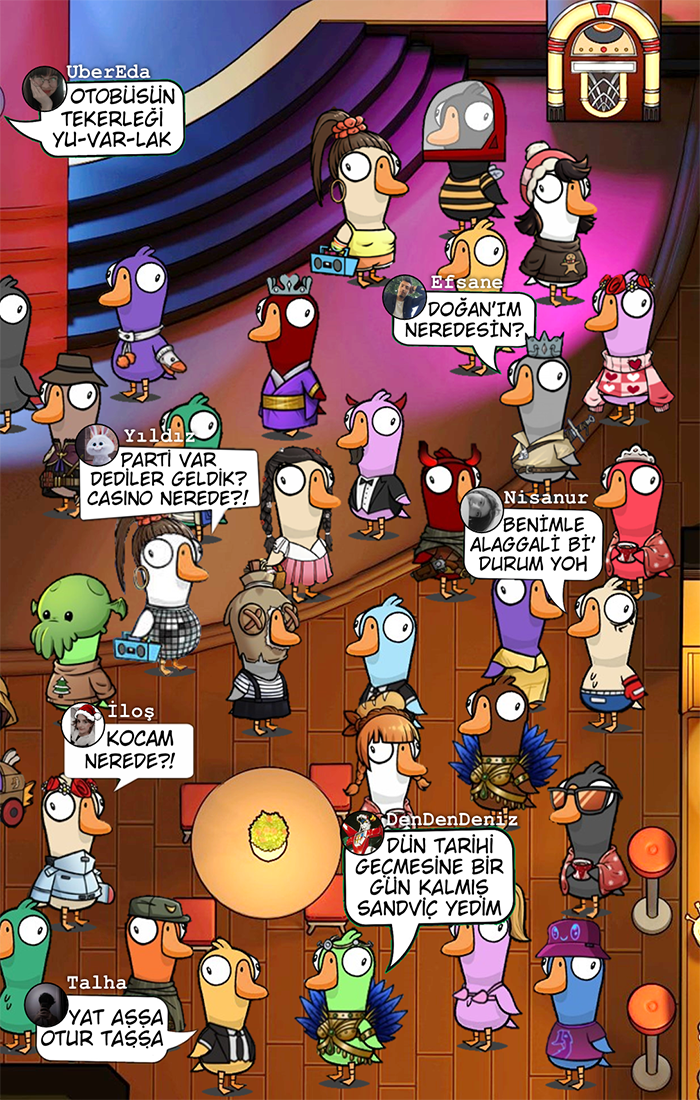 UberEda
OTOBÜSÜN
TEKERLEĞİ
YU-VAR-LAK
Efsane
DOĞAN'IM
NEREDESİN?
Yıldız
PARTİ VAR
DEDİLER GELDİK?
CASINO NEREDE?!
Nisanur
BENİMLE
ALAGGALİ Bİ'
DURUM YOH
İloş
KOCAM
NEREDE?!
DenDenDeniz
DÜN TARİHİ
GEÇMESİNE BİR
GÜN KALMIŞ
SANDVİÇ YEDİM
Talha
YAT AŞŞA
OTUR TAŞŞA